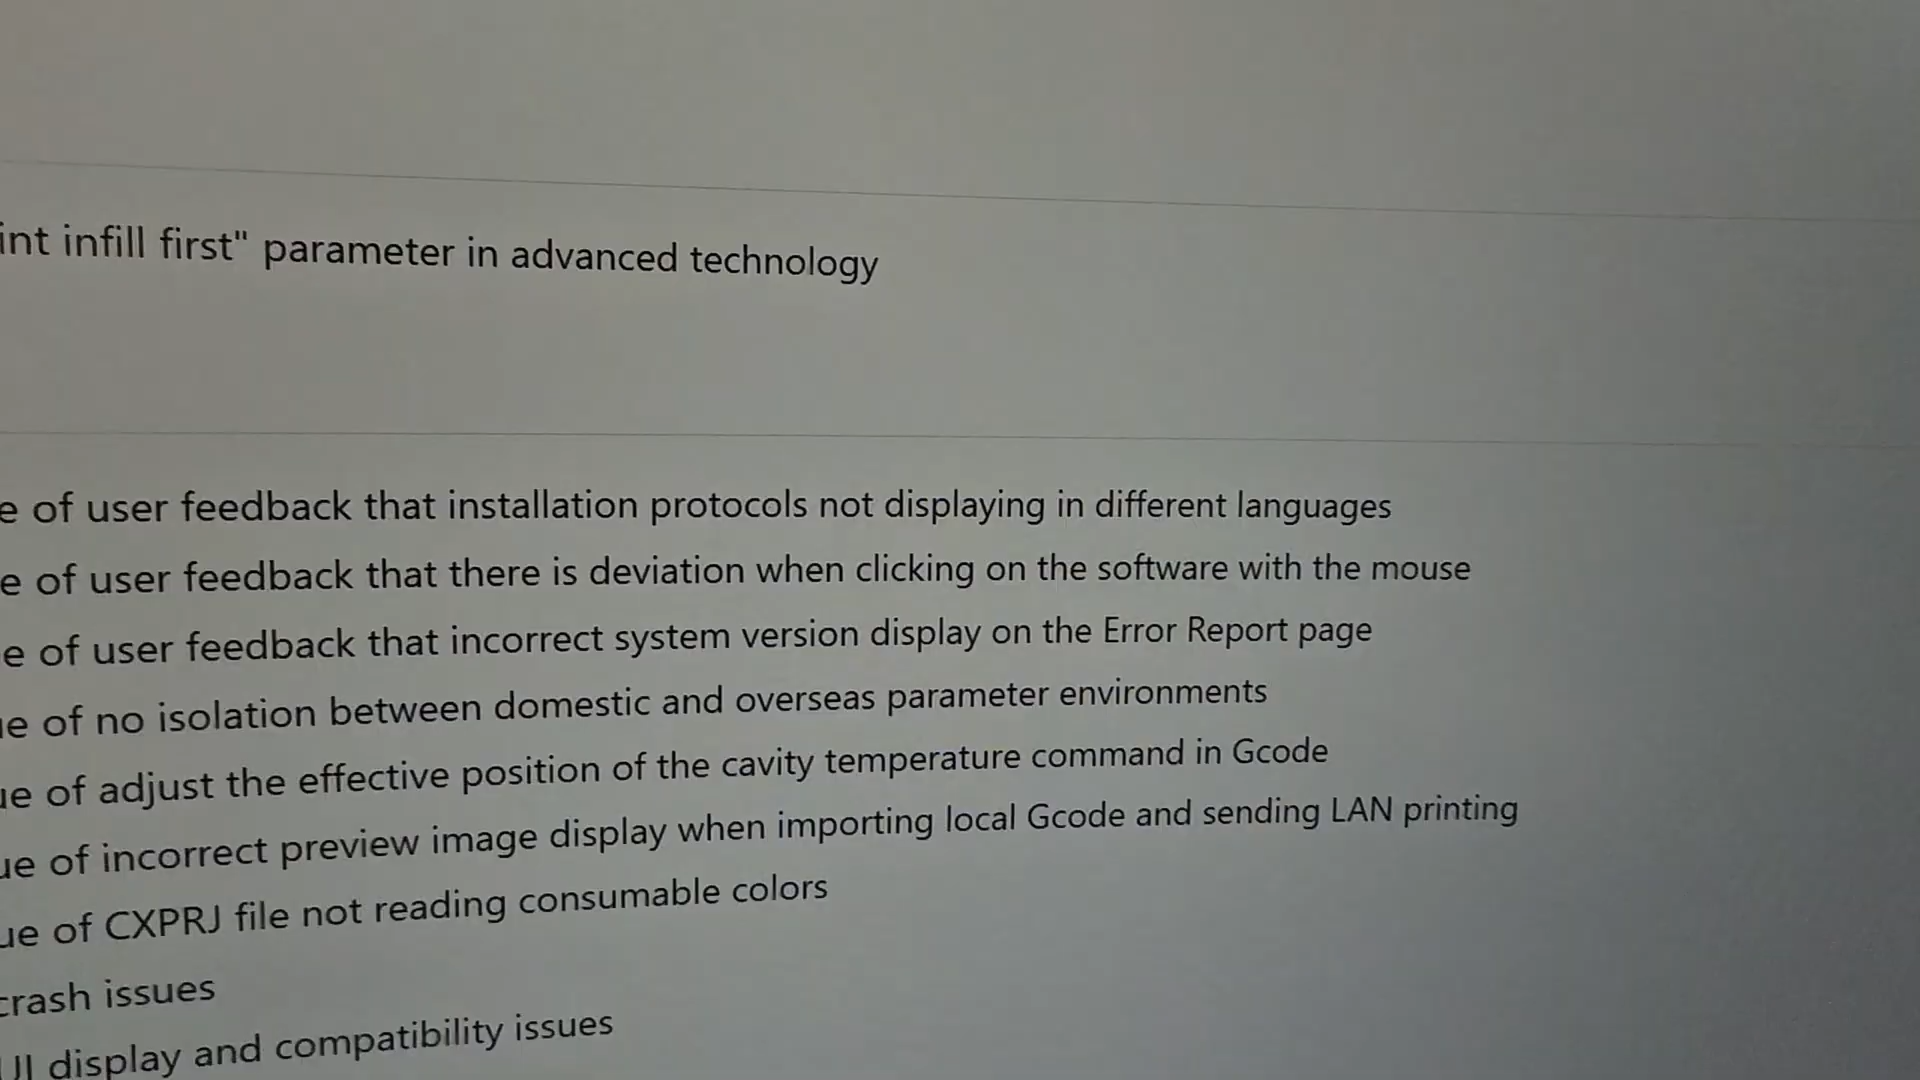 infill first" parameter in advanced technology
of user feedback that installation protocols not displaying in different languages
of user feedback that there is deviation when clicking on the software with the mouse
of user feedback that incorrect system version display on the Error Report page
of no isolation between domestic and overseas parameter environments
of adjust the effective position of the cavity temperature command in Gcode
of incorrect preview image display when importing local Gcode and sending LAN printing
of CXPRJ file not reading consumable colors
crash issues
UI display and compatibility issues